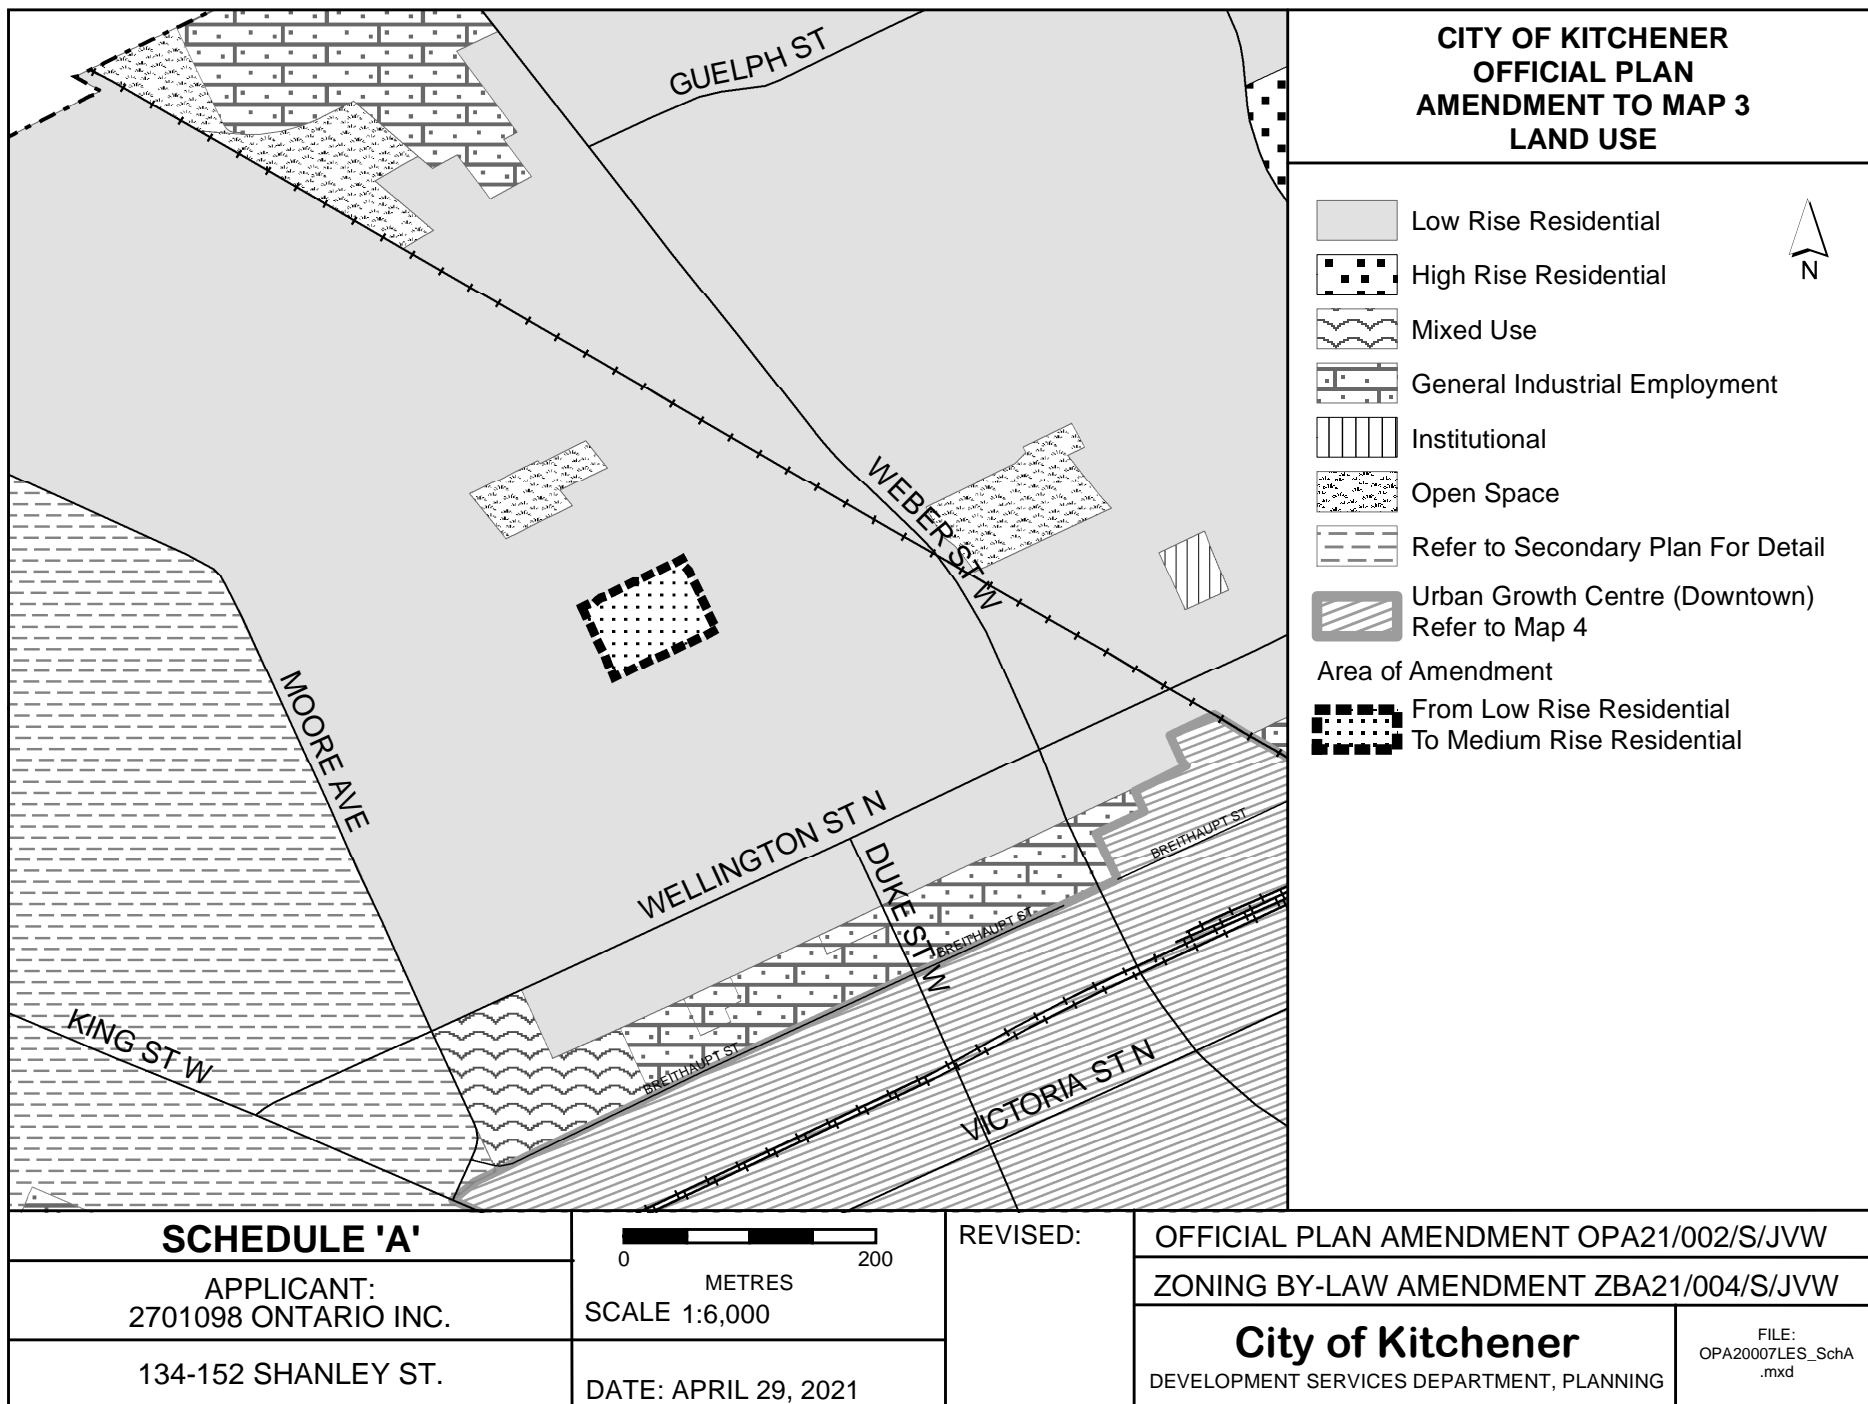 CITY OF KITCHENER
OFFICIAL PLAN
AMENDMENT TO MAP 3
LAND USE
Low Rise Residential
High Rise Residential
Mixed Use
General Industrial Employment
Institutional
Open Space
Refer to Secondary Plan For Detail
Urban Growth Centre (Downtown)
Refer to Map 4
Area of Amendment
From Low Rise Residential
To Medium Rise Residential
N
GUELPH ST
WEBER ST W
MOORE AVE
WELLINGTON ST N
DUKE ST W
BREITHAUPT ST
BREITHAUPT ST
BREITHAUPT ST
KING ST W
VICTORIA ST N
SCHEDULE 'A'
APPLICANT:
2701098 ONTARIO INC.
134-152 SHANLEY ST.
0 200
METRES
SCALE 1:6,000
DATE: APRIL 29, 2021
REVISED:
OFFICIAL PLAN AMENDMENT OPA21/002/S/JVW
ZONING BY-LAW AMENDMENT ZBA21/004/S/JVW
City of Kitchener
DEVELOPMENT SERVICES DEPARTMENT, PLANNING
FILE:
OPA20007LES_SchA
.mxd